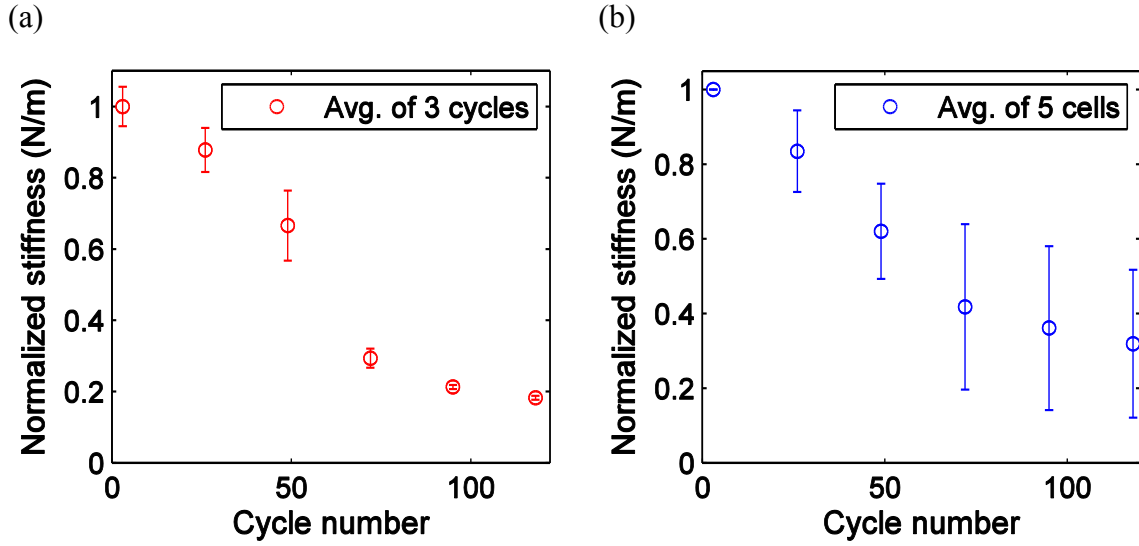 (a)
Normalized stiffness (N/m)
1
0.8
0.6
0.4
0.2
0
Avg. of 3 cycles
0 50 100
Cycle number
(b)
Normalized stiffness (N/m)
1
0.8
0.6
0.4
0.2
0
Avg. of 5 cells
0 50 100
Cycle number